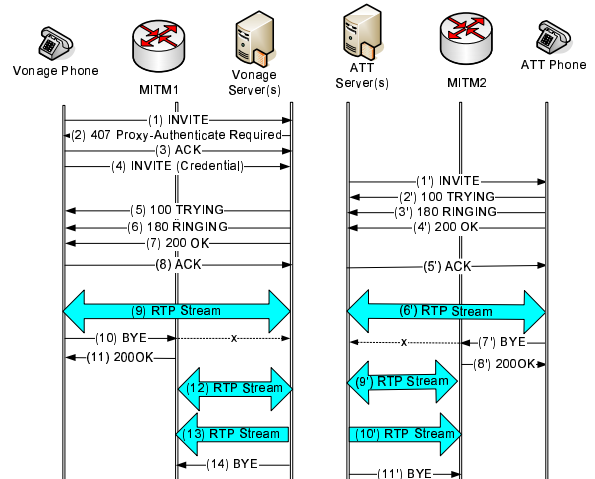 Vonage Phone
MITM1
Vonage
Server(s)
ATT
Server(s)
MITM2
ATT Phone
(1) INVITE
(2) 407 Proxy-Authenticate Required
(3) ACK
(4) INVITE (Credential)
(1') INVITE
(2') 100 TRYING
(5) 100 TRYING
(3') 180 RINGING
(6) 180 RINGING
(4') 200 OK
(7) 200 OK
(8) ACK
(5') ACK
(9) RTP Stream
(6') RTP Stream
(10) BYE
x
x
(7') BYE
(11) 200OK
(8') 200OK
(12) RTP Stream
(9') RTP Stream
(13) RTP Stream
(10') RTP Stream
(14) BYE
(11') BYE